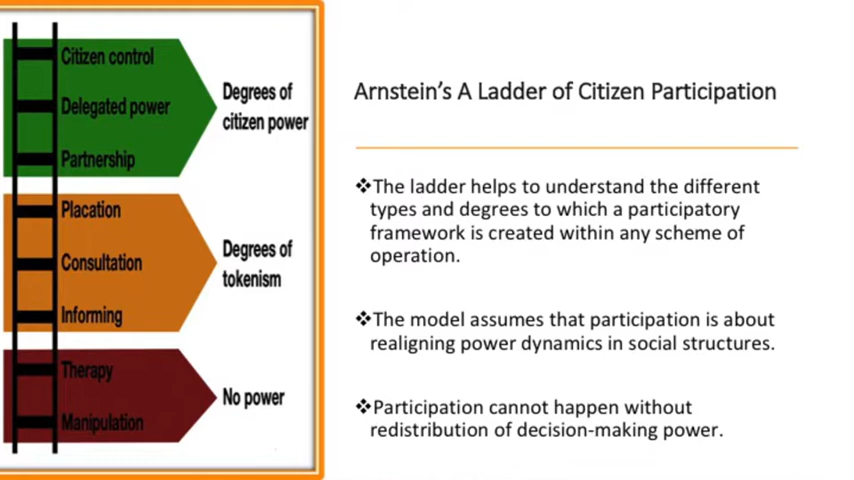 Citizen control
Delegated power
Partnership
Degrees of
citizen power
Placation
Consultation
Informing
Degrees of
tokenism
Therapy
Manipulation
No power
Arnstein's A Ladder of Citizen Participation
❖The ladder helps to understand the different
types and degrees to which a participatory
framework is created within any scheme of
operation.
❖The model assumes that participation is about
realigning power dynamics in social structures.
❖Participation cannot happen without
redistribution of decision-making power.